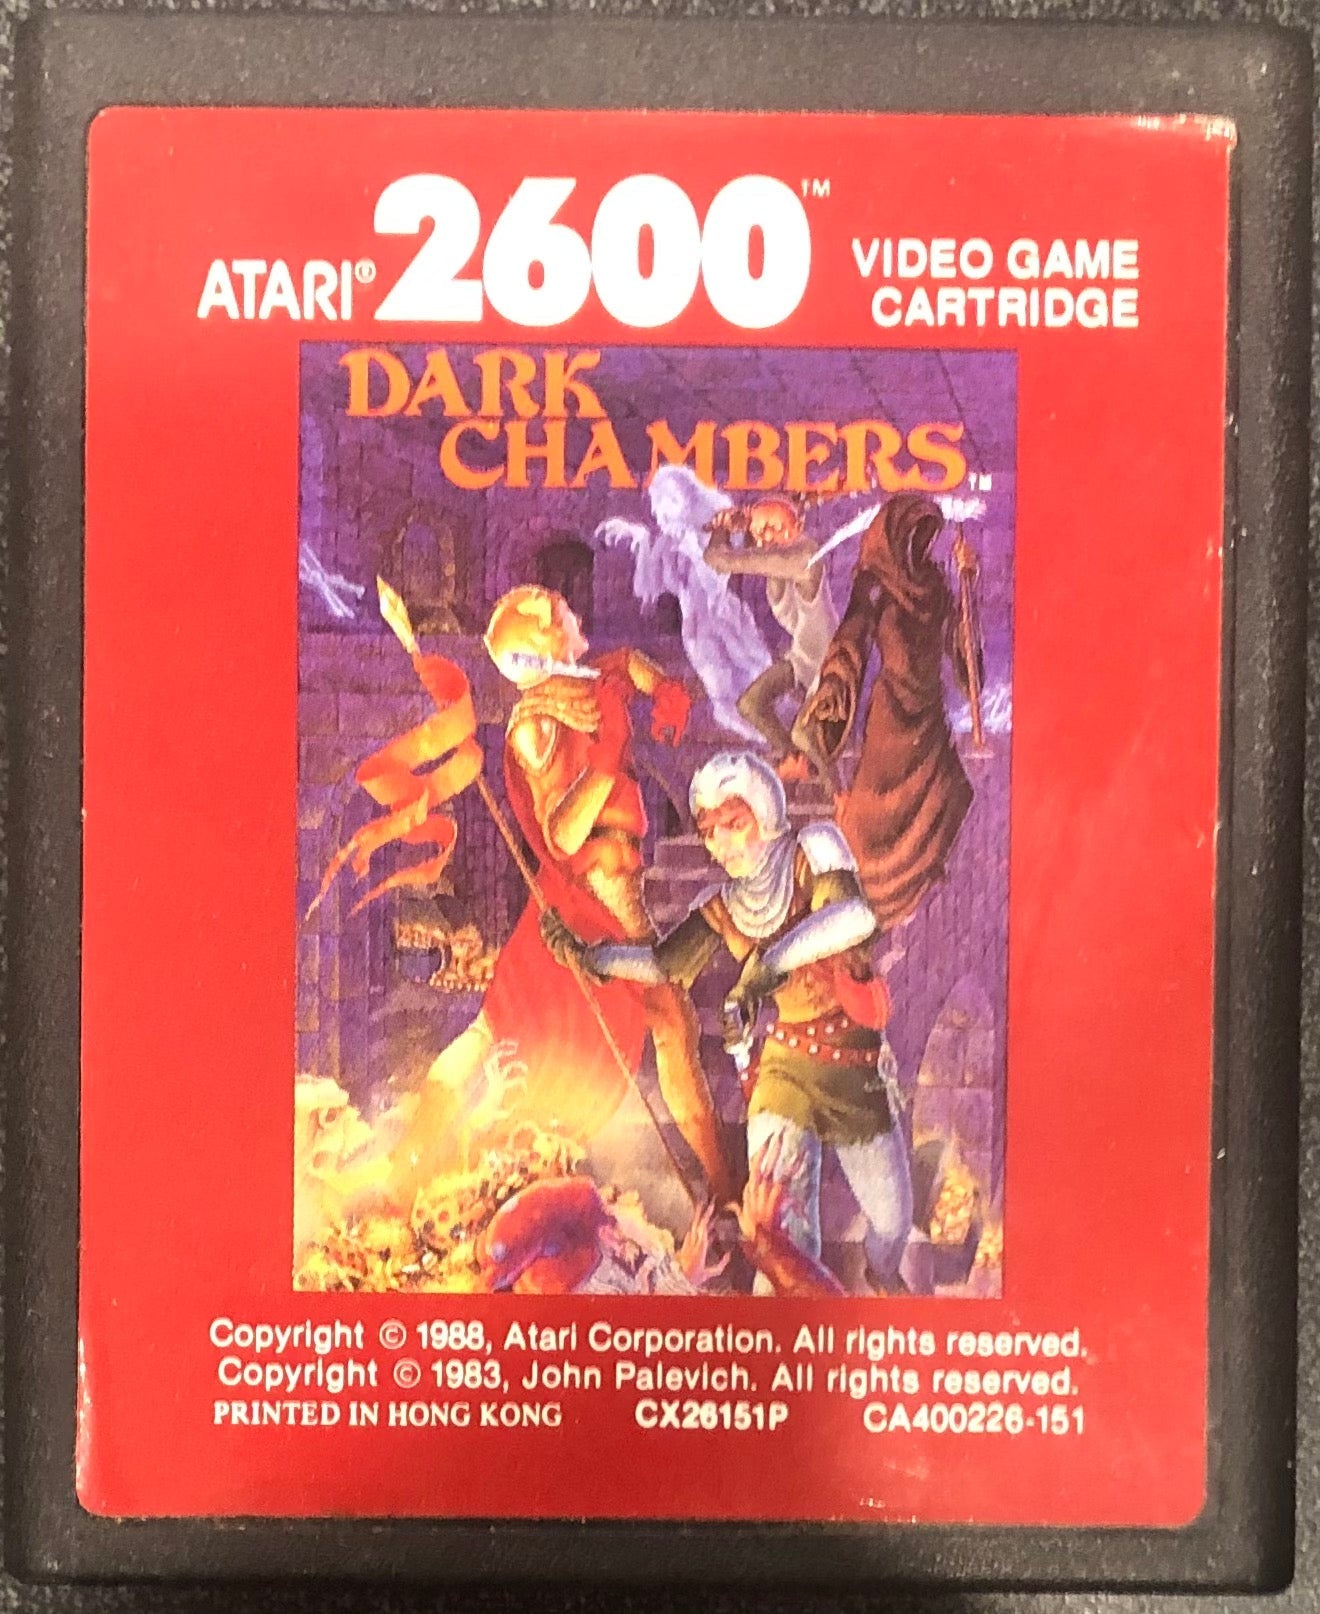 ATARI® 2600™ VIDEO GAME
CARTRIDGE
DARK
CHAMBERS™
Copyright © 1988, Atari Corporation. All rights reserved.
Copyright © 1983, John Palevich. All rights reserved.
PRINTED IN HONG KONG CX26151P CA400226-151